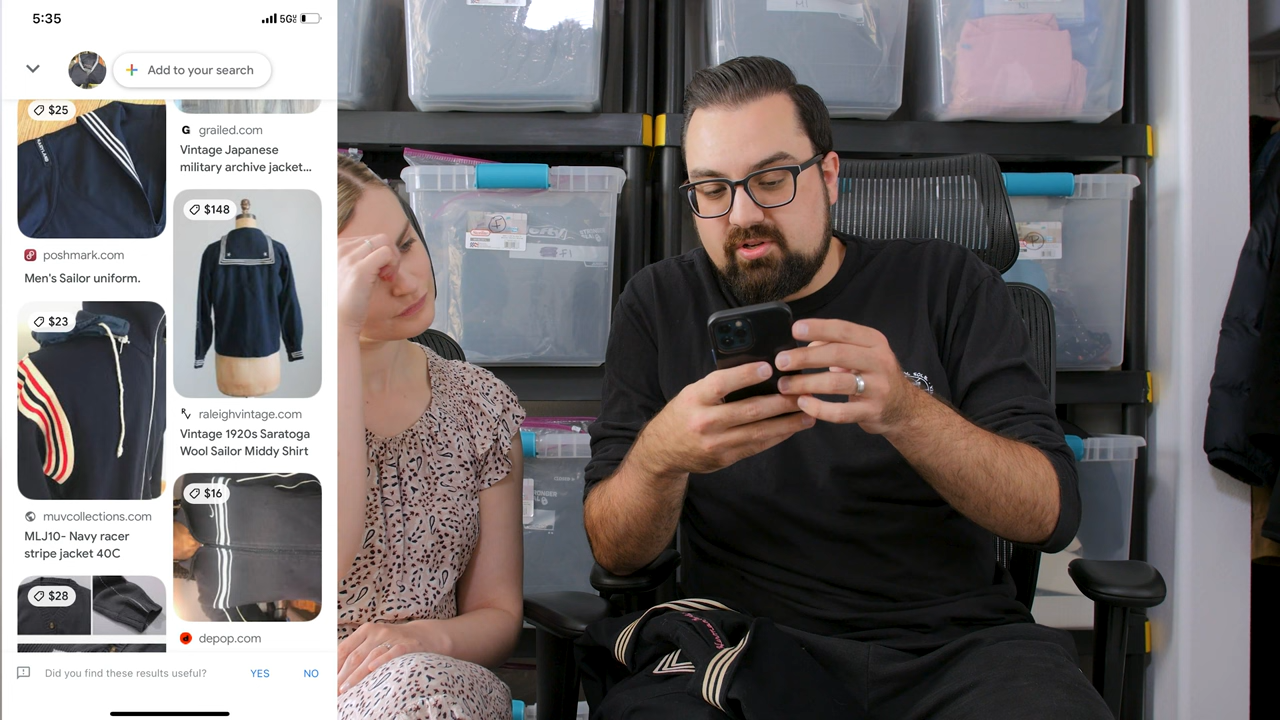 5:35
5G
Add to your search
$25
grailed.com
Vintage Japanese
military archive jacket...
poshmark.com
Men's Sailor uniform.
$148
$23
raleighvintage.com
Vintage 1920s Saratoga
Wool Sailor Middy Shirt
muvcollections.com
MLJ10- Navy racer
stripe jacket 40C
$16
$28
depop.com
Did you find these results useful?
YES
NO